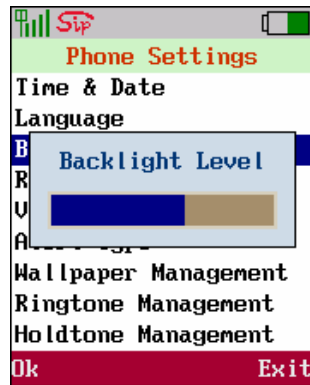 Sip
Phone Settings
Time & Date
Language
B
Backlight Level
R
V
Wallpaper Management
Ringtone Management
Holdtone Management
Ok Exit